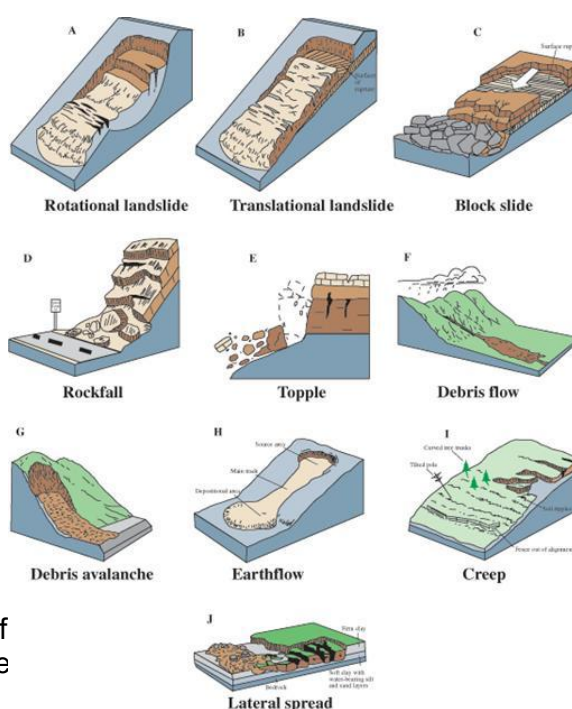 A
B
C
Surface rup
Surface of
rupture
Rotational landslide
Translational landslide
Block slide
D
E
F
Rockfall
Topple
Debris flow
G
H
I
Source area
Main track
Depositional area
Curved tree trunks
Tilted pole
Soil ripples
Fence out of alignment
Debris avalanche
Earthflow
Creep
f
e
J
Firm clay
Soft clay with
water-bearing silt
and sand layers
Bedrock
Lateral spread